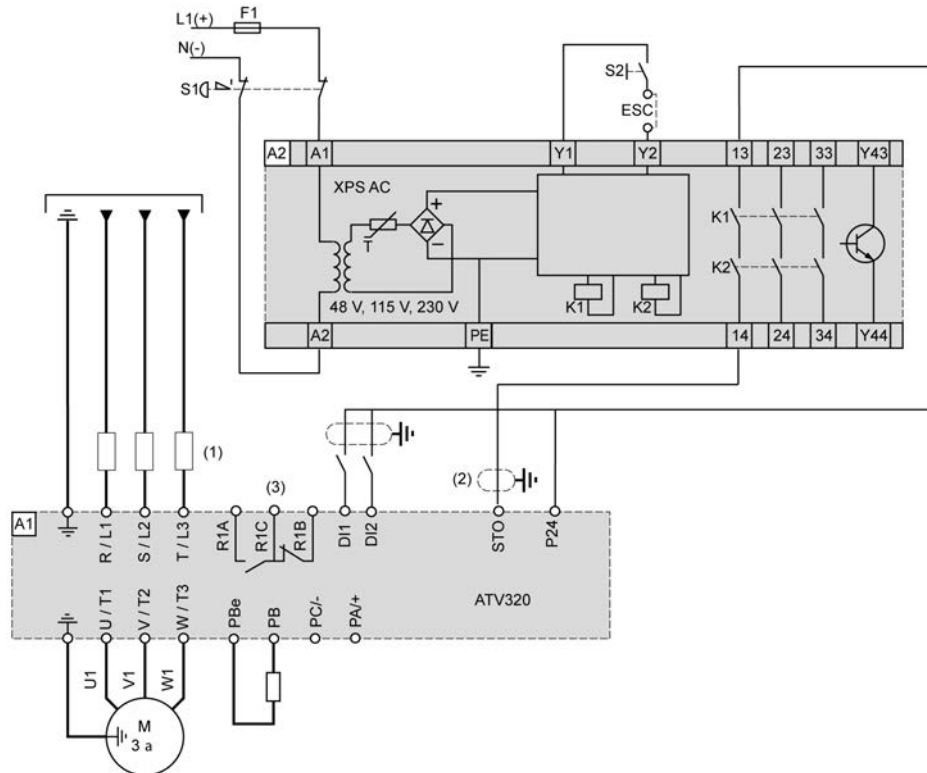 L1(+) F1
N(-)
S1
S2
ESC
A2 A1 Y1 Y2 13 23 33 Y43
XPS AC
+
T
−
K1
K2
48 V, 115 V, 230 V
K1 K2
A2 PE 14 24 34 Y44
(1)
(2)
(3)
A1
R / L1
S / L2
T / L3
R1A
R1C
R1B
DI1
DI2
STO
P24
ATV320
U / T1
V / T2
W / T3
PBe
PB
PC/-
PA/+
U1
V1
W1
M
3 a